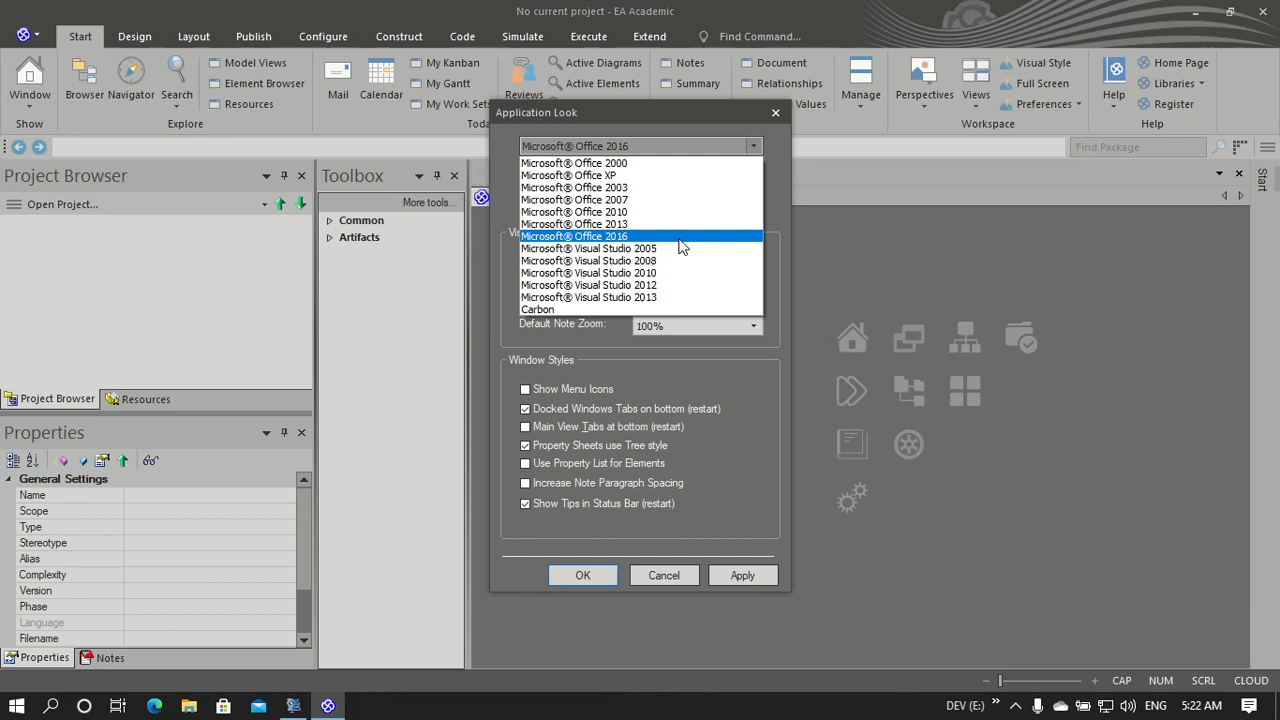 No current project - EA Academic
Start Design Layout Publish Configure Construct Code Simulate Execute Extend Find Command...
Window Browser Navigator Search Model Views Element Browser Resources Mail Calendar My Kanban My Gantt My Work Sets Reviews Active Diagrams Active Elements Notes Summary Document Relationships Values Manage Perspectives Views Visual Style Full Screen Preferences Help Home Page Libraries Register
Show Explore Workspace Help
Find Package
Application Look
Microsoft® Office 2016
Microsoft® Office 2000
Microsoft® Office XP
Microsoft® Office 2003
Microsoft® Office 2007
Microsoft® Office 2010
Microsoft® Office 2013
Microsoft® Office 2016
Microsoft® Visual Studio 2005
Microsoft® Visual Studio 2008
Microsoft® Visual Studio 2010
Microsoft® Visual Studio 2012
Microsoft® Visual Studio 2013
Carbon
Default Note Zoom: 100%
Window Styles
Show Menu Icons
Docked Windows Tabs on bottom (restart)
Main View Tabs at bottom (restart)
Property Sheets use Tree style
Use Property List for Elements
Increase Note Paragraph Spacing
Show Tips in Status Bar (restart)
OK Cancel Apply
Project Browser
Open Project...
Project Browser Resources
Toolbox
More tools...
Common
Artifacts
Properties
General Settings
Name
Scope
Type
Stereotype
Alias
Complexity
Version
Phase
Language
Filename
Properties Notes
Start
CAP NUM SCRL CLOUD
DEV (E:) ENG 5:22 AM